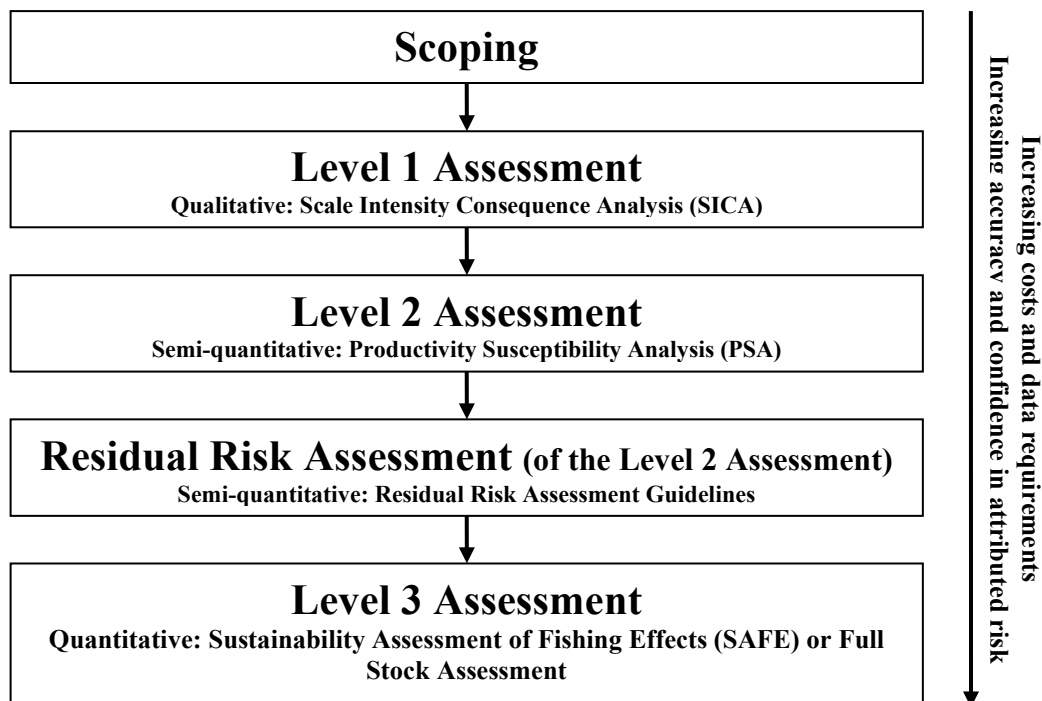 Scoping
Level 1 Assessment
Qualitative: Scale Intensity Consequence Analysis (SICA)
Level 2 Assessment
Semi-quantitative: Productivity Susceptibility Analysis (PSA)
Residual Risk Assessment (of the Level 2 Assessment)
Semi-quantitative: Residual Risk Assessment Guidelines
Level 3 Assessment
Quantitative: Sustainability Assessment of Fishing Effects (SAFE) or Full
Stock Assessment
Increasing costs and data requirements
Increasing accuracy and confidence in attributed risk